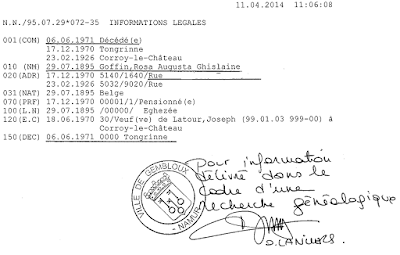 11.04.2014 11:06:08
N.N./95.07.29*072-35 INFORMATIONS LEGALES
001(COM) 06.06.1971 Décédé(e)
17.12.1970 Tongrinne
23.02.1926 Corroy-le-Château
010 (NM) 29.07.1895 Goffin,Rosa Augusta Ghislaine
020(ADR) 17.12.1970 5140/1640/Rue
23.02.1926 5032/9020/Rue
031(NAT) 29.07.1895 Belge
070(PRF) 17.12.1970 00001/1/Pensionné(e)
100(L.N) 29.07.1895 /00000/ Eghezée
120(E.C) 18.06.1970 30/Veuf(ve) de Latour,Joseph (99.01.03 999-00) à
Corroy-le-Château
150(DEC) 06.06.1971 0000 Tongrinne
VILLE DE GEMBLOUX
- NAMUR -
pour information
délivré dans le
cadre d'une
recherche généalogique